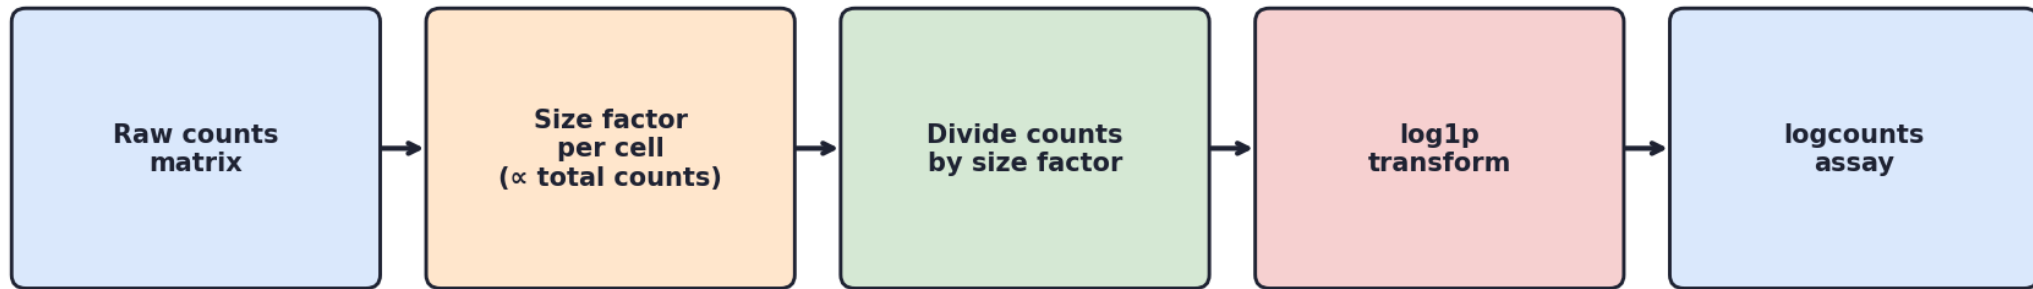 Raw counts
matrix
Size factor
per cell
(∝ total counts)
Divide counts
by size factor
log1p
transform
logcounts
assay